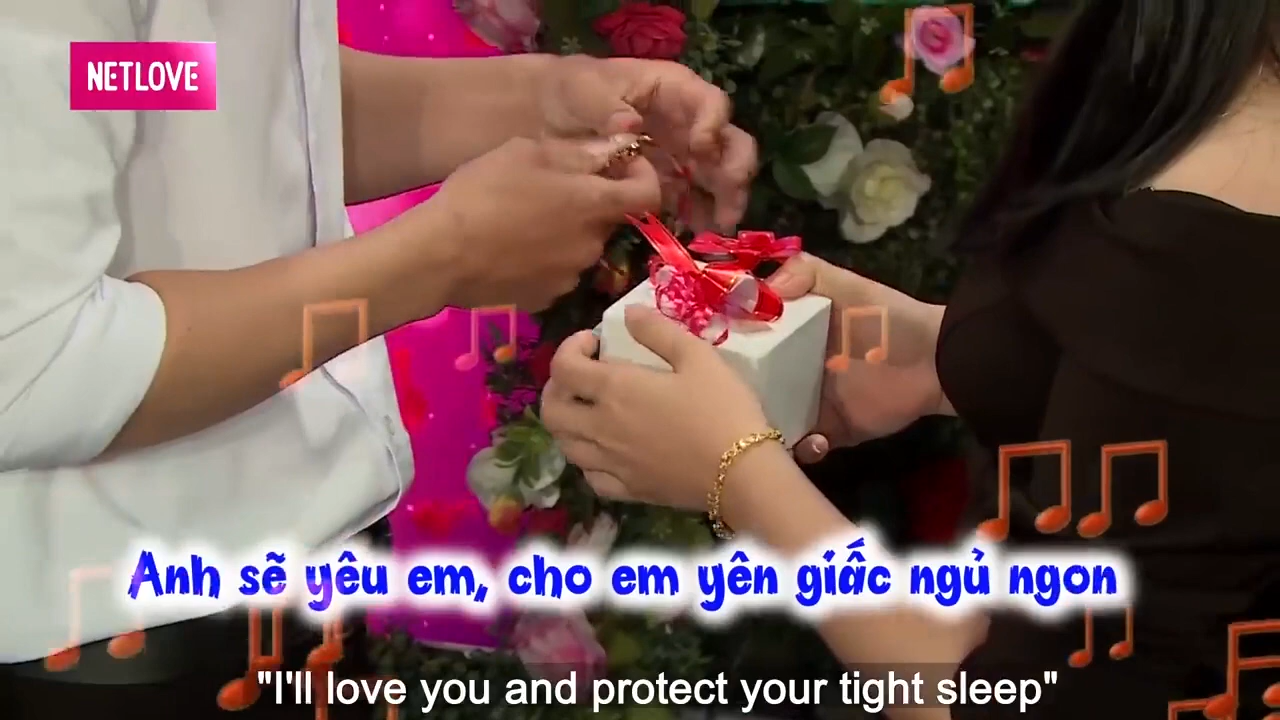 NETLOVE
Anh sẽ yêu em, cho em yên giấc ngủ ngon
"I'll love you and protect your tight sleep"